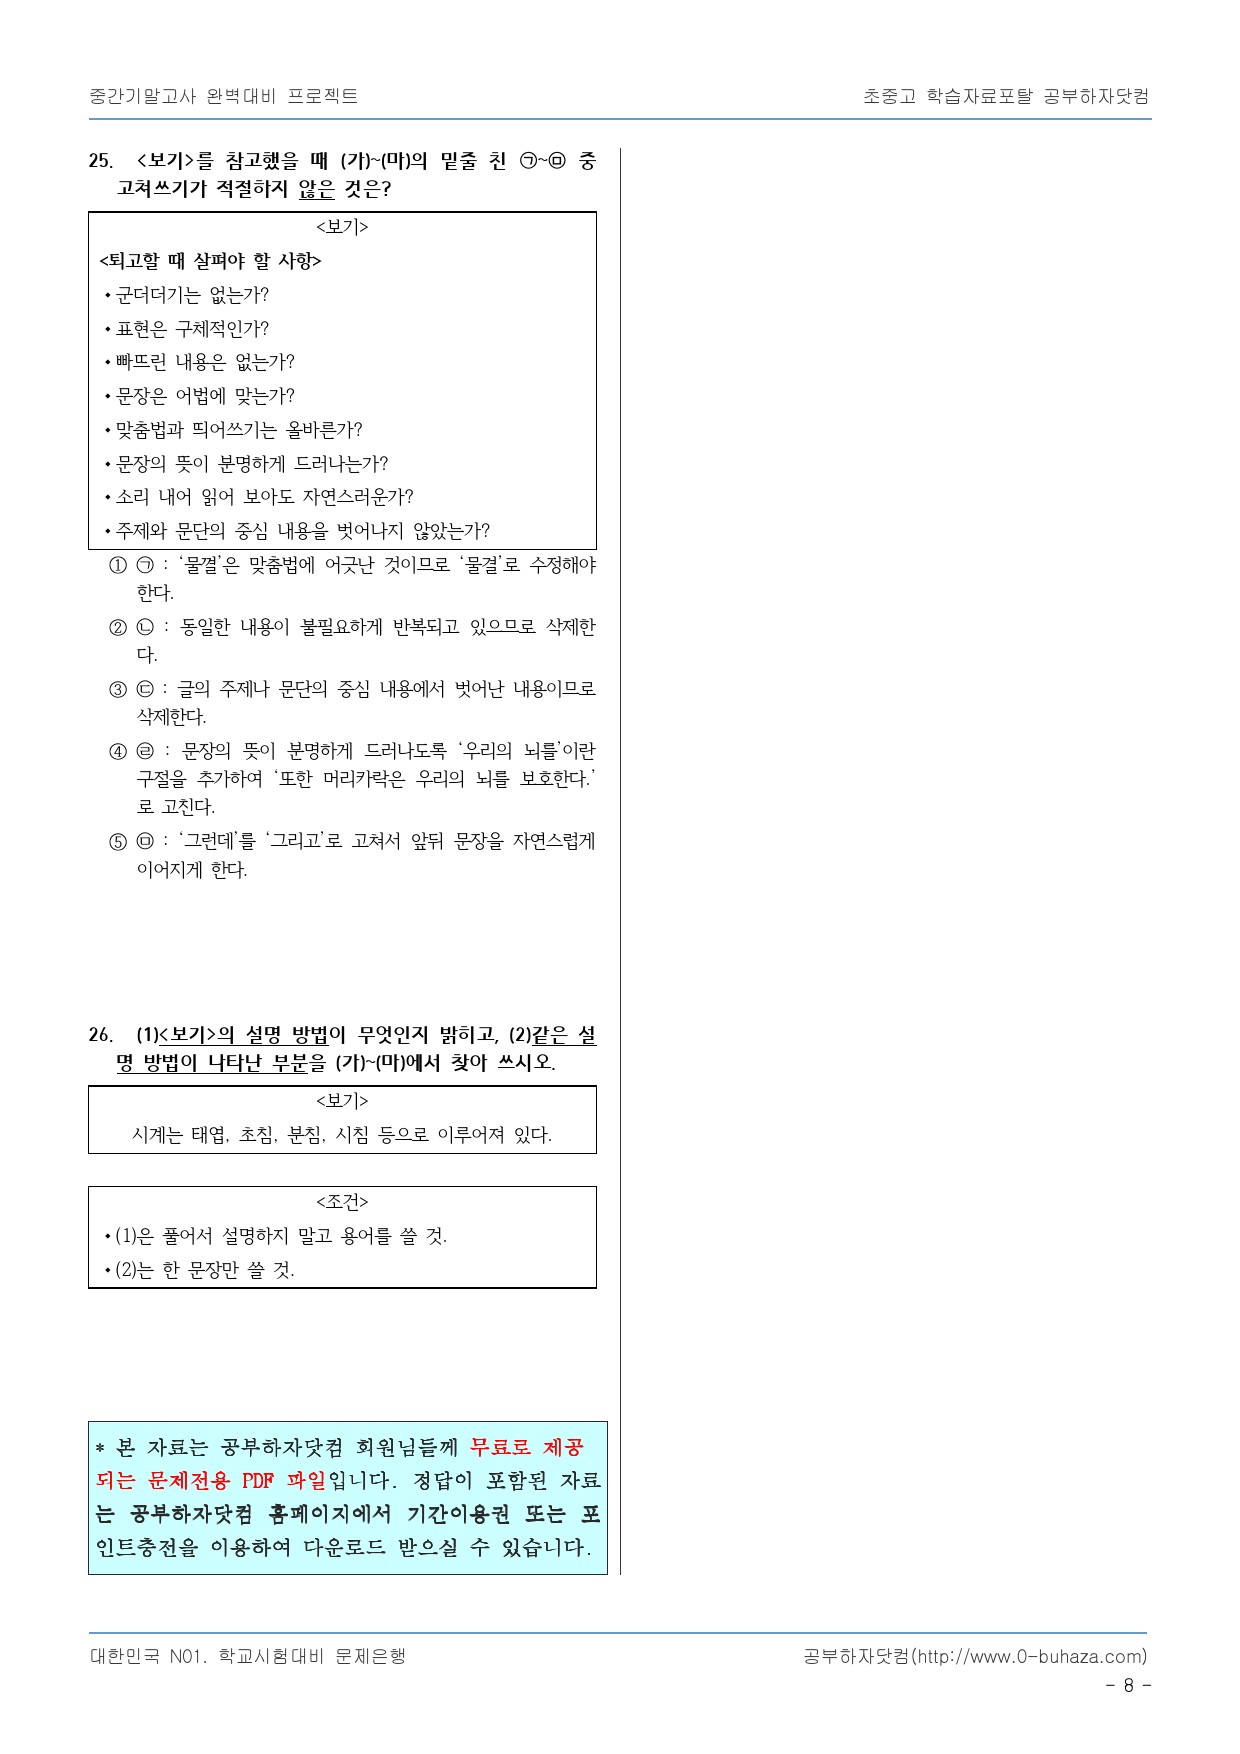 중간기말고사 완벽대비 프로젝트
초중고 학습자료포탈 공부하자닷컴
25. <보기>를 참고했을 때 (가)~(마)의 밑줄 친 ㉠~㉤ 중
고쳐쓰기가 적절하지 않은 것은?
<보기>
<퇴고할 때 살펴야 할 사항>
•군더더기는 없는가?
•표현은 구체적인가?
•빠뜨린 내용은 없는가?
•문장은 어법에 맞는가?
•맞춤법과 띄어쓰기는 올바른가?
•문장의 뜻이 분명하게 드러나는가?
•소리 내어 읽어 보아도 자연스러운가?
•주제와 문단의 중심 내용을 벗어나지 않았는가?
① ㉠ : ‘물꼍’은 맞춤법에 어긋난 것이므로 ‘물결’로 수정해야
한다.
② ㉡ : 동일한 내용이 불필요하게 반복되고 있으므로 삭제한
다.
③ ㉢ : 글의 주제나 문단의 중심 내용에서 벗어난 내용이므로
삭제한다.
④ ㉣ : 문장의 뜻이 분명하게 드러나도록 ‘우리의 뇌를’이란
구절을 추가하여 ‘또한 머리카락은 우리의 뇌를 보호한다.’
로 고친다.
⑤ ㉤ : ‘그런데’를 ‘그리고’로 고쳐서 앞뒤 문장을 자연스럽게
이어지게 한다.
26. (1)<보기>의 설명 방법이 무엇인지 밝히고, (2)같은 설
명 방법이 나타난 부분을 (가)~(마)에서 찾아 쓰시오.
<보기>
시계는 태엽, 초침, 분침, 시침 등으로 이루어져 있다.
<조건>
•(1)은 풀어서 설명하지 말고 용어를 쓸 것.
•(2)는 한 문장만 쓸 것.
* 본 자료는 공부하자닷컴 회원님들께 무료로 제공
되는 문제전용 PDF 파일입니다. 정답이 포함된 자료
는 공부하자닷컴 홈페이지에서 기간이용권 또는 포
인트충전을 이용하여 다운로드 받으실 수 있습니다.
대한민국 N01. 학교시험대비 문제은행
공부하자닷컴(http://www.0-buhaza.com)
- 8 -